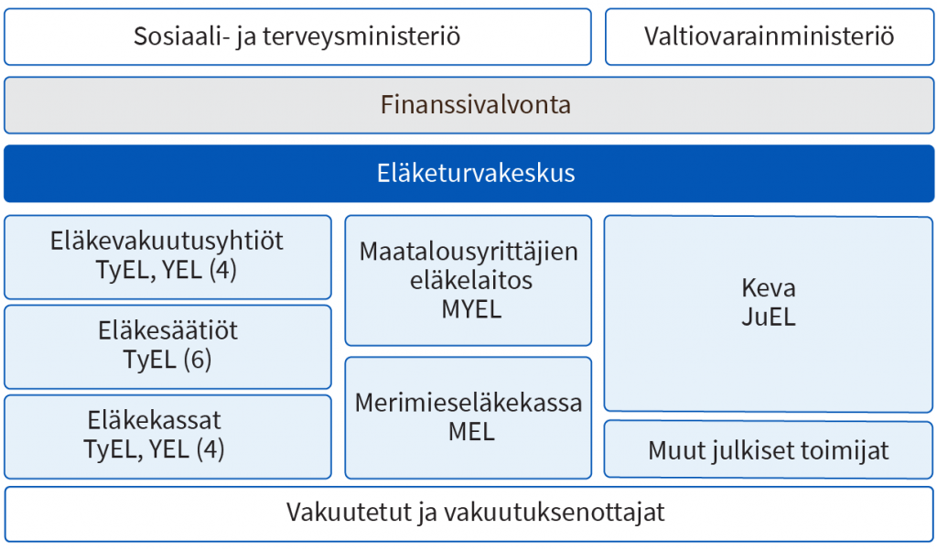 Sosiaali- ja terveysministeriö
Valtiovarainministeriö
Finanssivalvonta
Eläketurvakeskus
Eläkevakuutusyhtiöt
TyEL, YEL (4)
Eläkesäätiöt
TyEL (6)
Eläkekassat
TyEL, YEL (4)
Maatalousyrittäjien
eläkelaitos
MYEL
Merimieseläkekassa
MEL
Keva
JuEL
Muut julkiset toimijat
Vakuutetut ja vakuutuksenottajat